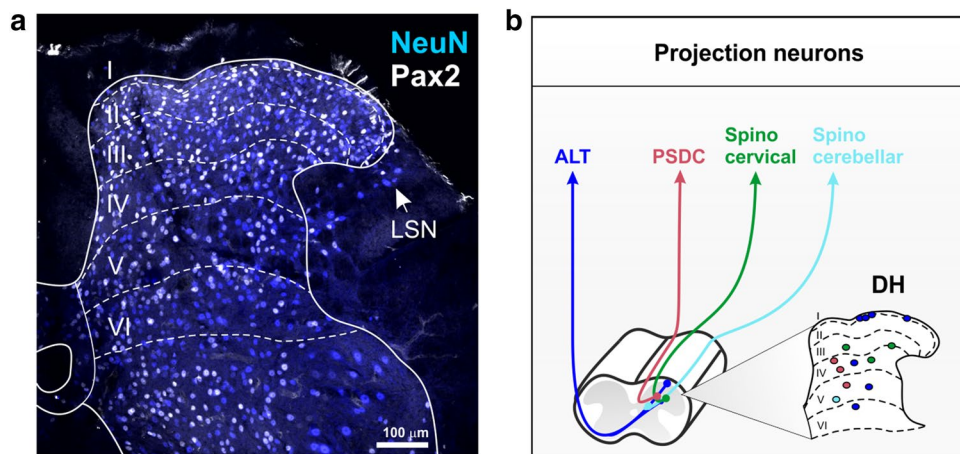 a
NeuN
Pax2
I
II
III
IV
V
VI
LSN
100 µm
b
Projection neurons
ALT
PSDC
Spino
cervical
Spino
cerebellar
DH
I
II
III
IV
V
VI